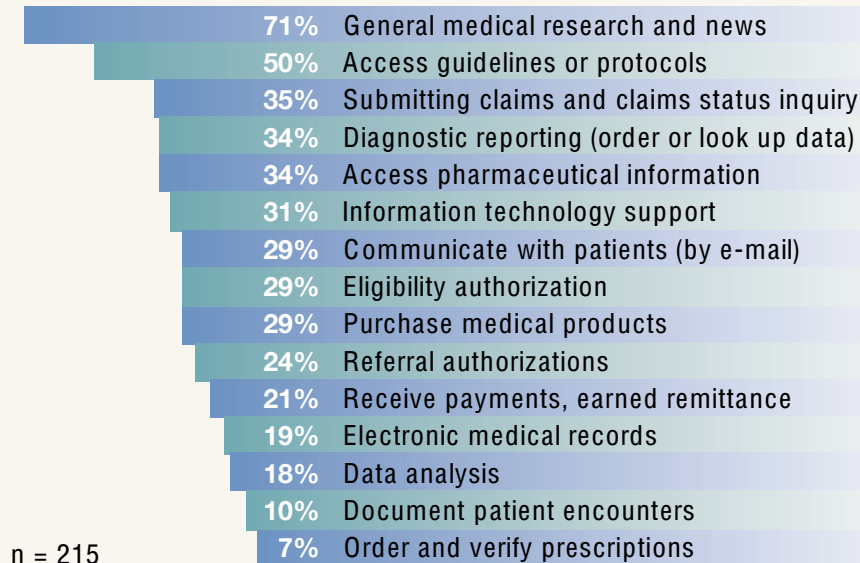 71% General medical research and news
50% Access guidelines or protocols
35% Submitting claims and claims status inquiry
34% Diagnostic reporting (order or look up data)
34% Access pharmaceutical information
31% Information technology support
29% Communicate with patients (by e-mail)
29% Eligibility authorization
29% Purchase medical products
24% Referral authorizations
21% Receive payments, earned remittance
19% Electronic medical records
18% Data analysis
10% Document patient encounters
7% Order and verify prescriptions
n = 215